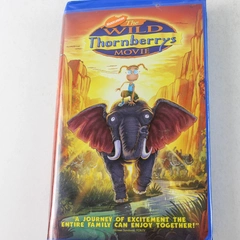 The
WILD
Thornberrys
MOVIE
A JOURNEY OF EXCITEMENT THE
ENTIRE FAMILY CAN ENJOY TOGETHER!